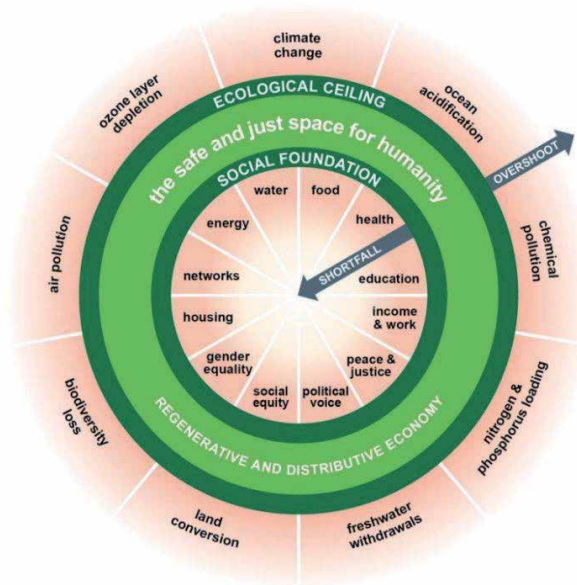 climate
change
ocean
acidification
chemical
pollution
nitrogen &
phosphorus loading
freshwater
withdrawals
land
conversion
biodiversity
loss
air pollution
ozone layer
depletion
ECOLOGICAL CEILING
the safe and just space for humanity
SOCIAL FOUNDATION
OVERSHOOT
SHORTFALL
water
food
health
education
income
& work
peace &
justice
political
voice
social
equity
gender
equality
housing
networks
energy
REGENERATIVE AND DISTRIBUTIVE ECONOMY